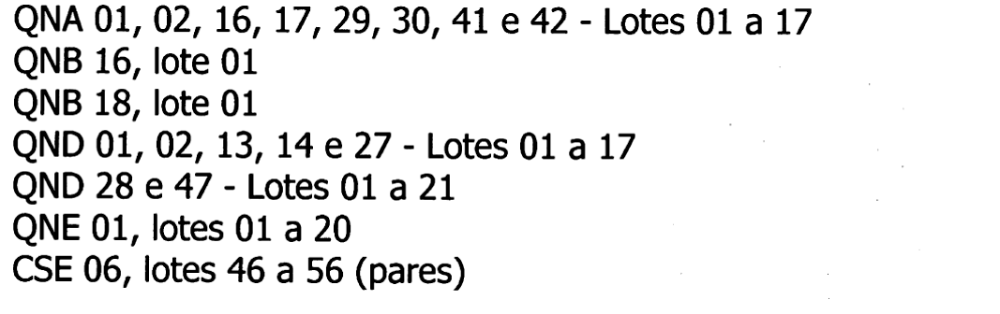 QNA 01, 02, 16, 17, 29, 30, 41 e 42 - Lotes 01 a 17
QNB 16, lote 01
QNB 18, lote 01
QND 01, 02, 13, 14 e 27 - Lotes 01 a 17
QND 28 e 47 - Lotes 01 a 21
QNE 01, lotes 01 a 20
CSE 06, lotes 46 a 56 (pares)